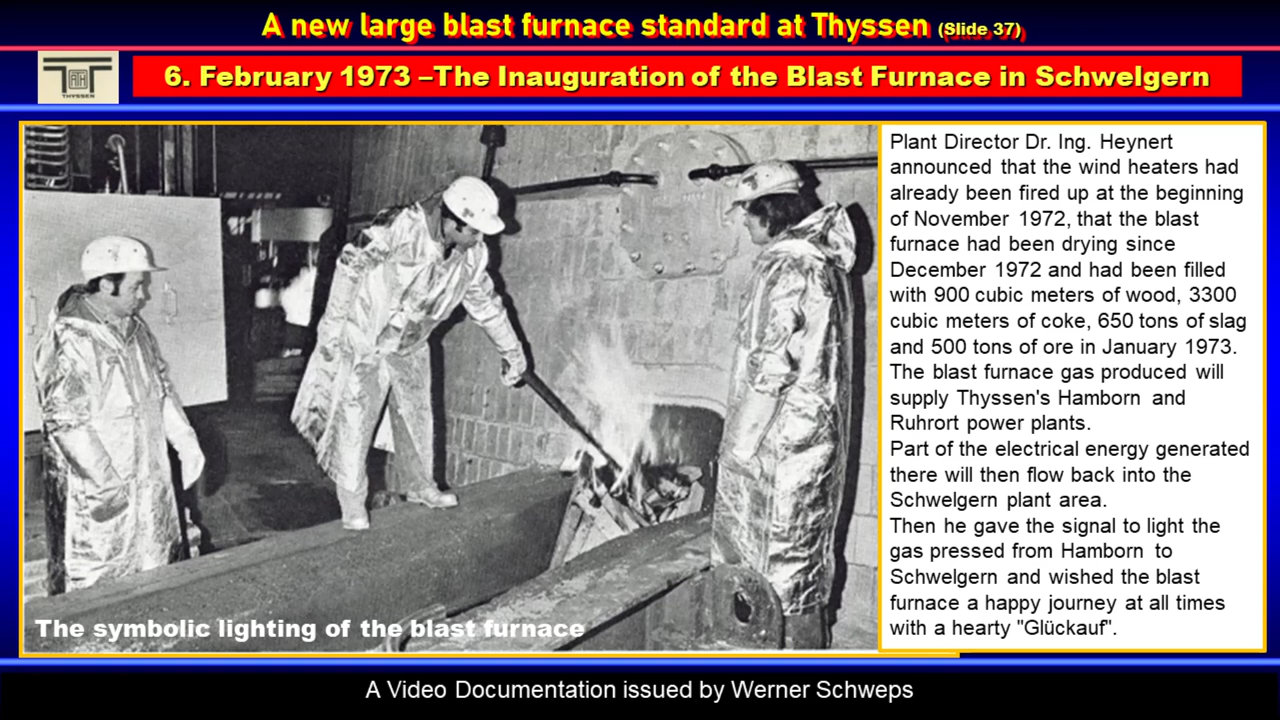 A new large blast furnace standard at Thyssen (Slide 37)
ATH
THYSSEN
6. February 1973 –The Inauguration of the Blast Furnace in Schwelgern
Plant Director Dr. Ing. Heynert
announced that the wind heaters had
already been fired up at the beginning
of November 1972, that the blast
furnace had been drying since
December 1972 and had been filled
with 900 cubic meters of wood, 3300
cubic meters of coke, 650 tons of slag
and 500 tons of ore in January 1973.
The blast furnace gas produced will
supply Thyssen's Hamborn and
Ruhrort power plants.
Part of the electrical energy generated
there will then flow back into the
Schwelgern plant area.
Then he gave the signal to light the
gas pressed from Hamborn to
Schwelgern and wished the blast
furnace a happy journey at all times
with a hearty "Glückauf".
The symbolic lighting of the blast furnace
A Video Documentation issued by Werner Schweps